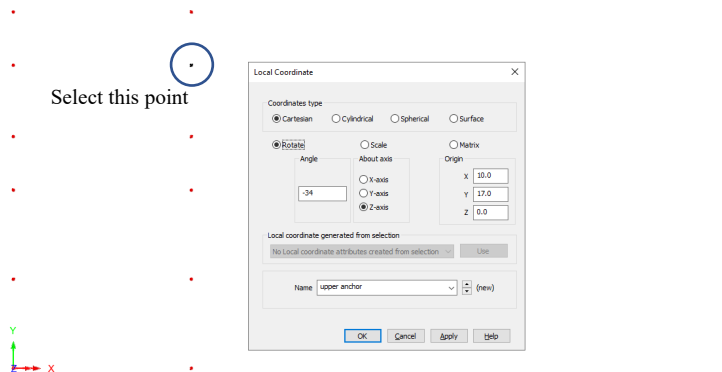 Select this point
Local Coordinate
Coordinates type
Cartesian Cylindrical Spherical Surface
Rotate Scale Matrix
Angle About axis Origin
X-axis X 10.0
-34 Y-axis Y 17.0
Z-axis Z 0.0
Local coordinate generated from selection
No Local coordinate attributes created from selection Use
Name upper anchor (new)
OK Cancel Apply Help
Y
Z X